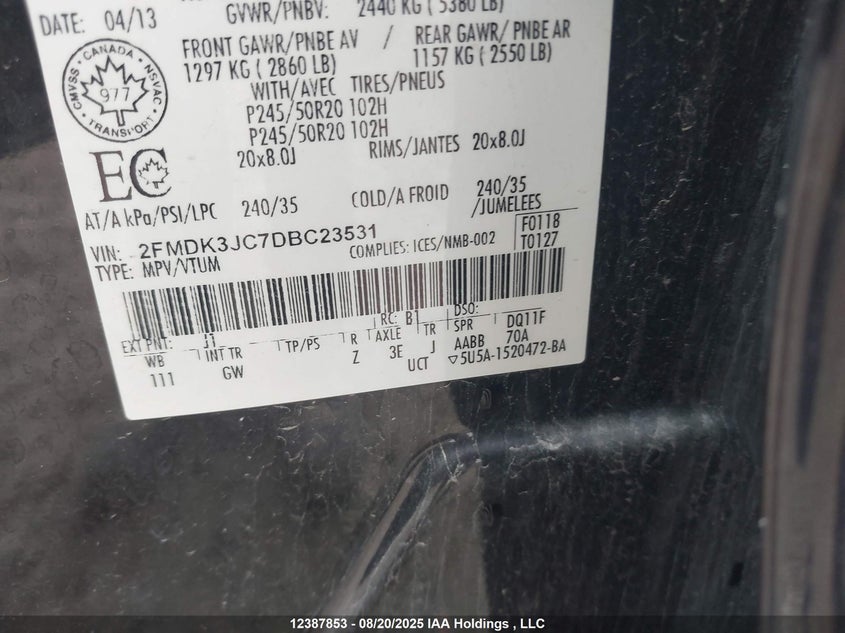 DATE: 04/13
GVWR/PNBV: 2440 KG ( 5380 LB)
FRONT GAWR/PNBE AV / REAR GAWR/ PNBE AR
1297 KG ( 2860 LB) 1157 KG ( 2550 LB)
WITH/AVEC TIRES/PNEUS
P245/50R20 102H
P245/50R20 102H
20x8.0J RIMS/JANTES 20x8.0J
CANADA
CMVSS NSVAC
977
TRANSPORT
EC
AT/A kPa/PSI/LPC 240/35 COLD/A FROID 240/35
/JUMELEES
VIN: 2FMDK3JC7DBC23531 F0118
TYPE: MPV/VTUM COMPLIES: ICES/NMB-002 T0127
EXT PNT: J1 RC: B1 DSO:
WB INT TR TP/PS R AXLE TR SPR DQ11F
111 GW Z 3E J AABB 70A
UCT ▽5U5A-1520472-BA
12387853 - 08/20/2025 IAA Holdings , LLC